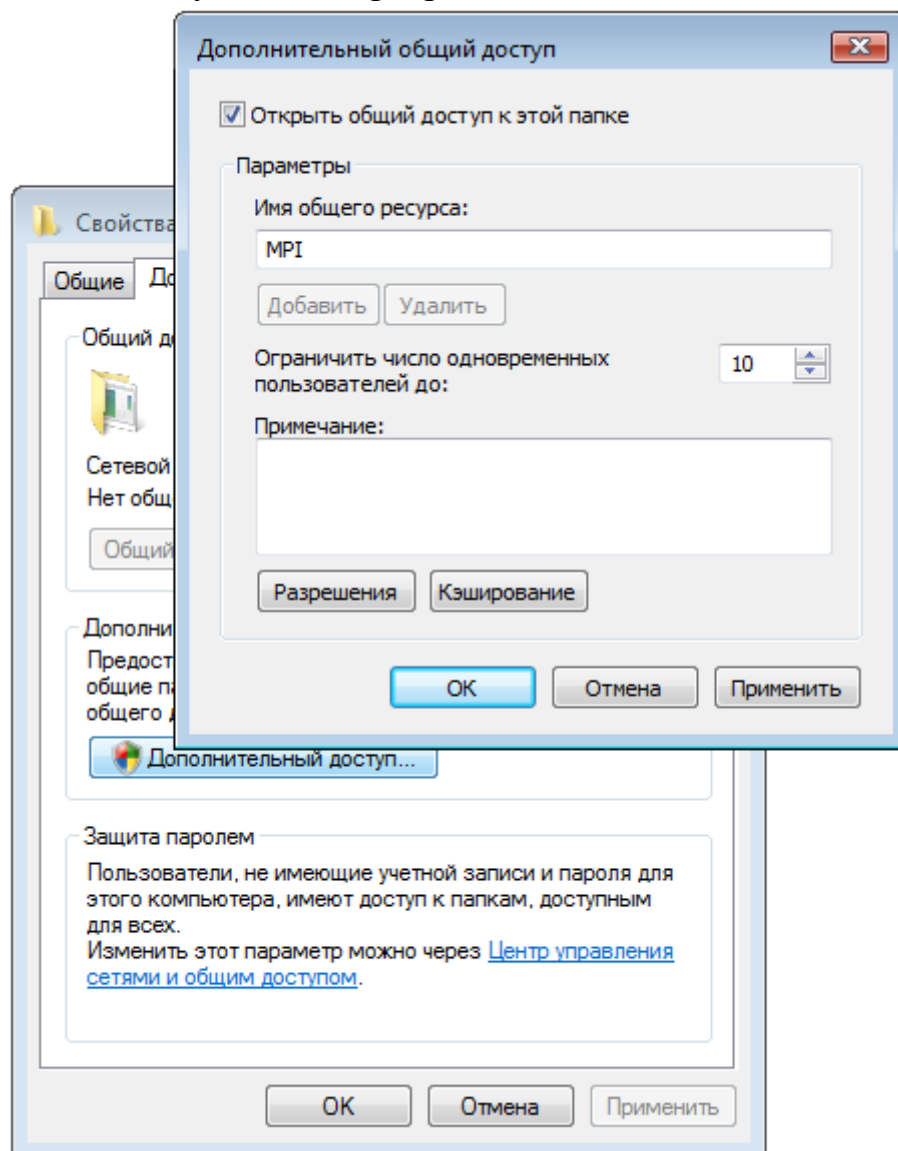 Дополнительный общий доступ
Открыть общий доступ к этой папке
Параметры
Имя общего ресурса:
MPI
Добавить Удалить
Ограничить число одновременных
пользователей до:
10
Примечание:
Разрешения Кэширование
ОК Отмена Применить
Свойства
Общие До
Общий д
Сетевой
Нет общ
Общий
Дополни
Предост
общие па
общего д
Дополнительный доступ...
Защита паролем
Пользователи, не имеющие учетной записи и пароля для
этого компьютера, имеют доступ к папкам, доступным
для всех.
Изменить этот параметр можно через Центр управления
сетями и общим доступом.
ОК Отмена Применить